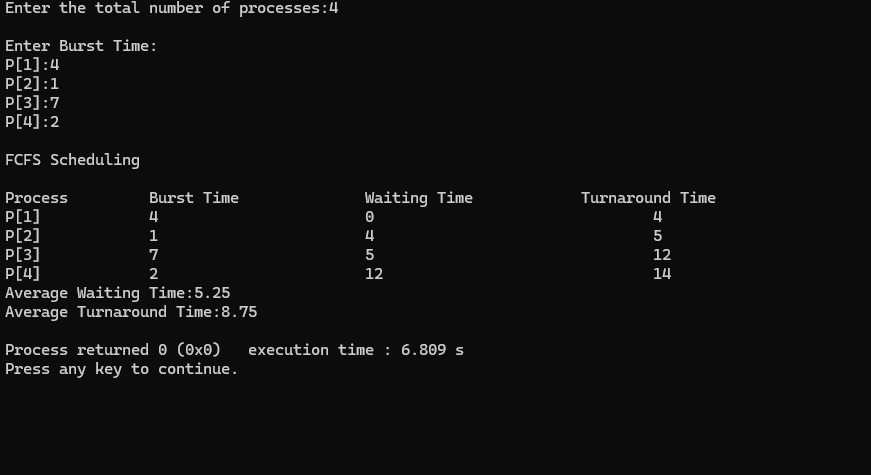 Enter the total number of processes:4
Enter Burst Time:
P[1]:4
P[2]:1
P[3]:7
P[4]:2
FCFS Scheduling
Process Burst Time Waiting Time Turnaround Time
P[1] 4 0 4
P[2] 1 4 5
P[3] 7 5 12
P[4] 2 12 14
Average Waiting Time:5.25
Average Turnaround Time:8.75
Process returned 0 (0x0) execution time : 6.809 s
Press any key to continue.